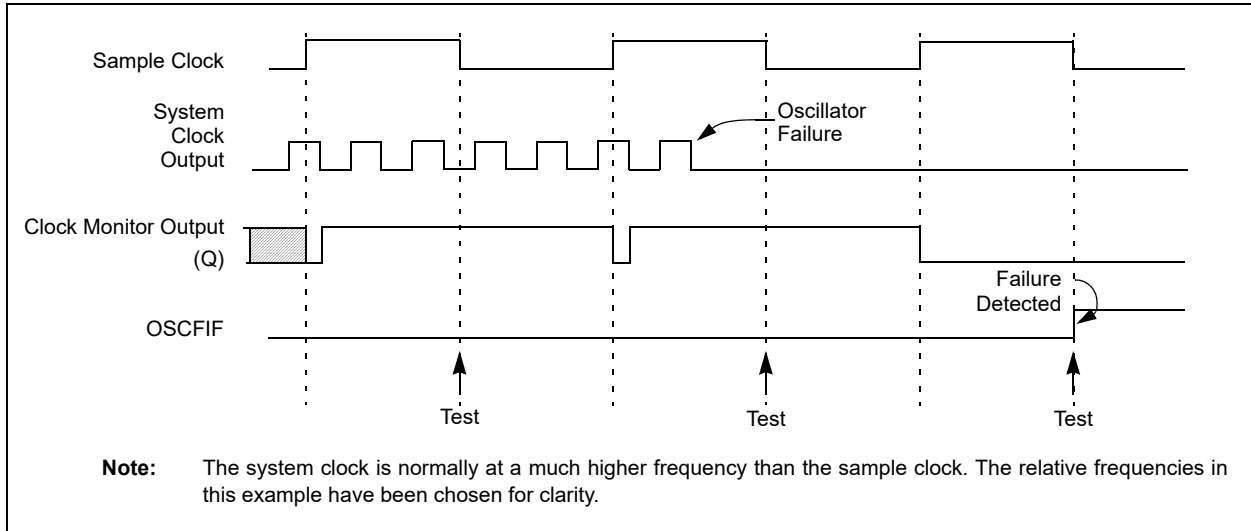 Sample Clock
System
Clock
Output
Oscillator
Failure
Clock Monitor Output
(Q)
Failure
Detected
OSCFIF
Test
Test
Test
Note: The system clock is normally at a much higher frequency than the sample clock. The relative frequencies in
this example have been chosen for clarity.